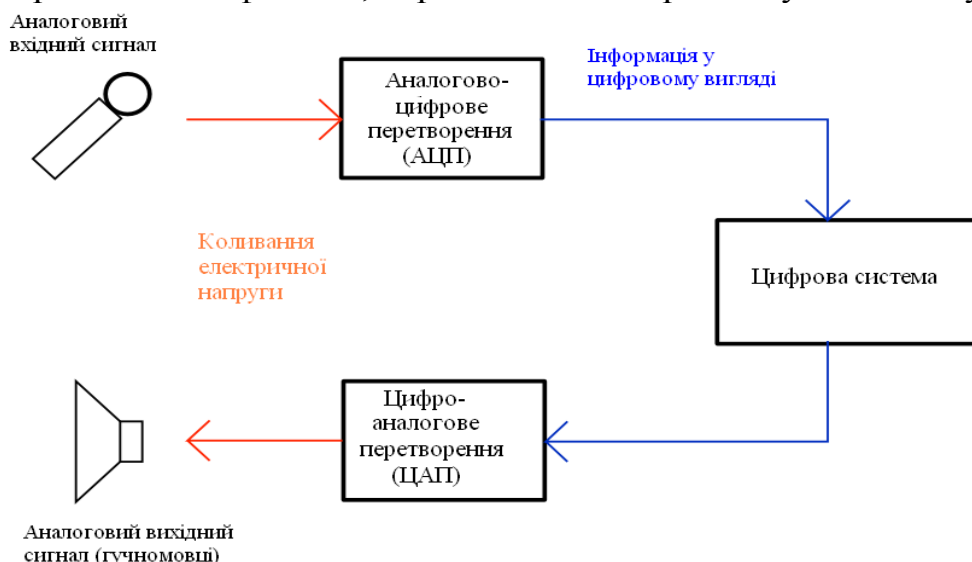 Аналоговий
вхідний сигнал
Аналогово-
цифрове
перетворення
(АЦП)
Інформація у
цифровому вигляді
Коливання
електричної
напруги
Цифрова система
Цифро-
аналогове
перетворення
(ЦАП)
Аналоговий вихідний
сигнал (гучномовці)